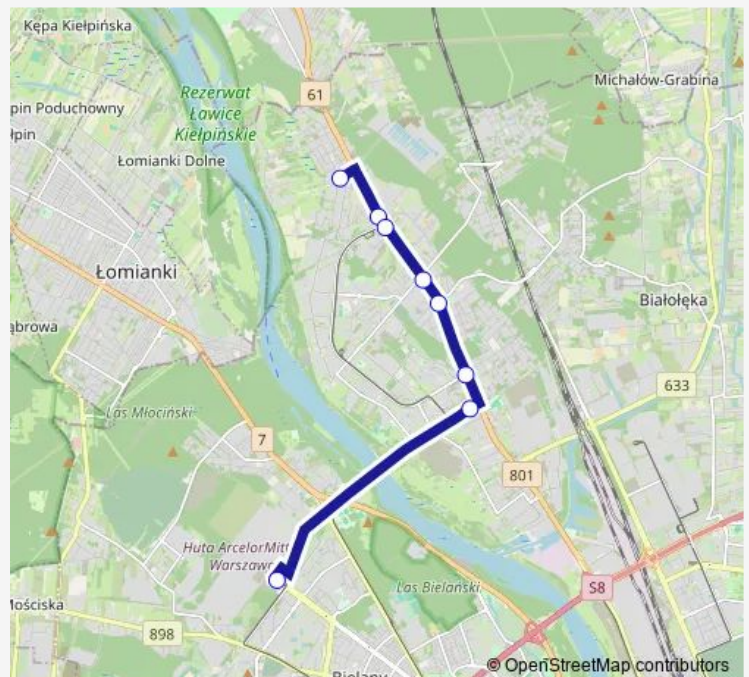 Kępa Kiełpińska
61
Michałów-Grabina
Rezerwat
Ławice
Kiełpińskie
pin Poduchowny
łpin
Łomianki Dolne
Łomianki
Białołęka
ąbrowa
633
Las Młociński
7
801
Huta ArcelorMitt
Warszawa
Las Bielański
S8
Mościska
898
Bielany
© OpenStreetMap contributors